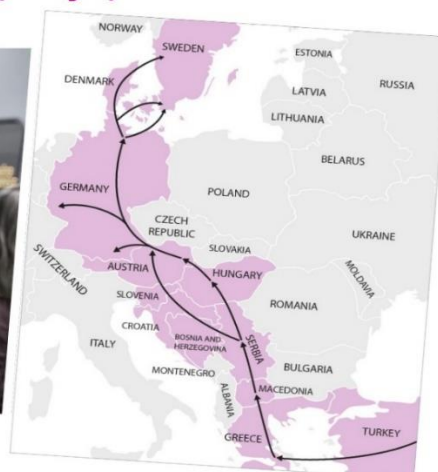 NORWAY
SWEDEN
ESTONIA
RUSSIA
DENMARK
LATVIA
LITHUANIA
BELARUS
GERMANY
POLAND
CZECH
REPUBLIC
UKRAINE
SLOVAKIA
SWITZERLAND
AUSTRIA
HUNGARY
MOLDAVIA
SLOVENIA
ROMANIA
CROATIA
BOSNIA AND
HERZEGOVINA
SERBIA
ITALY
MONTENEGRO
BULGARIA
ALBANIA
MACEDONIA
GREECE
TURKEY